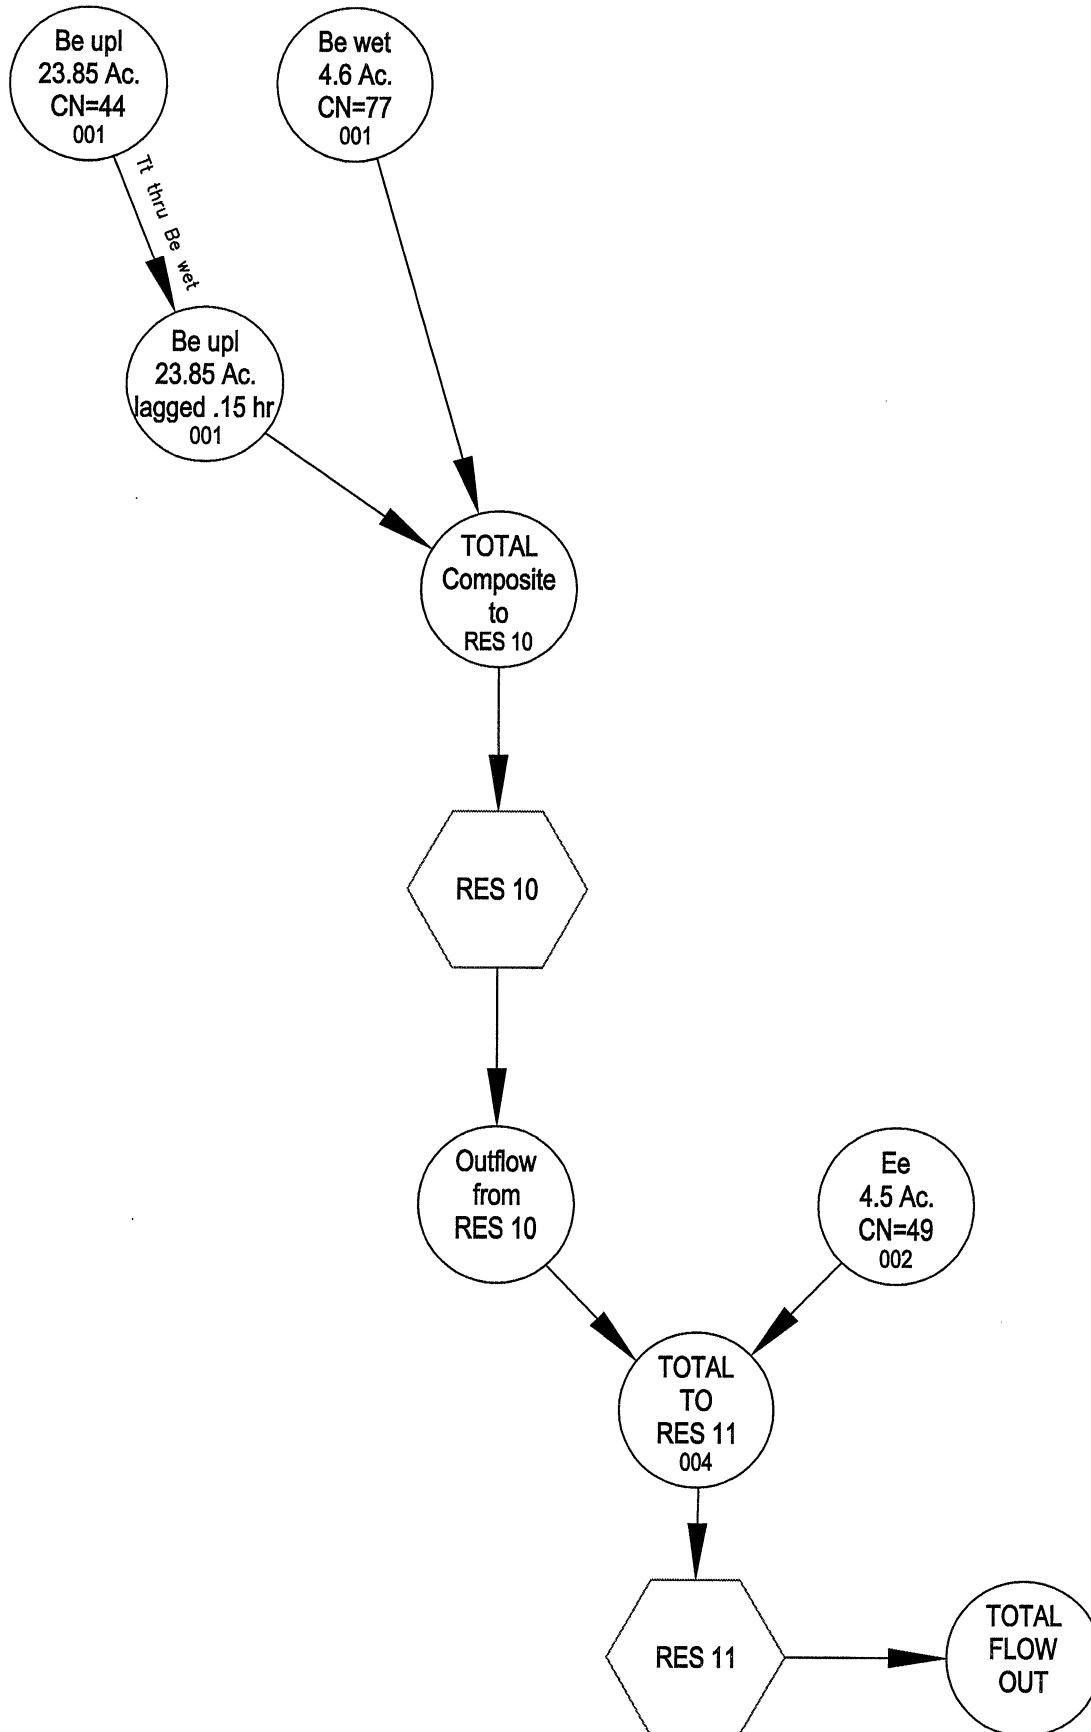 Be upl
23.85 Ac.
CN=44
001
Be wet
4.6 Ac.
CN=77
001
Tt thru Be wet
Be upl
23.85 Ac.
lagged .15 hr
001
TOTAL
Composite
to
RES 10
RES 10
Outflow
from
RES 10
Ee
4.5 Ac.
CN=49
002
TOTAL
TO
RES 11
004
RES 11
TOTAL
FLOW
OUT